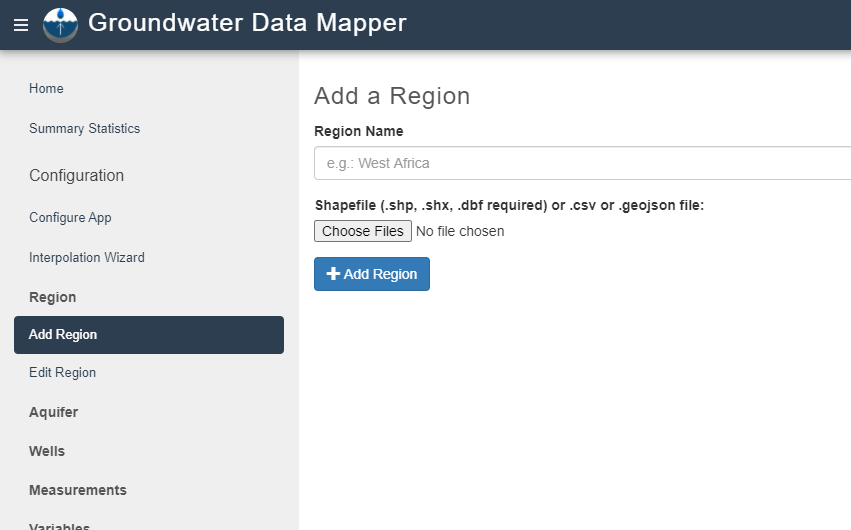 Groundwater Data Mapper
Home
Summary Statistics
Configuration
Configure App
Interpolation Wizard
Region
Add Region
Edit Region
Aquifer
Wells
Measurements
Variables
Add a Region
Region Name
e.g.: West Africa
Shapefile (.shp, .shx, .dbf required) or .csv or .geojson file:
Choose Files No file chosen
Add Region